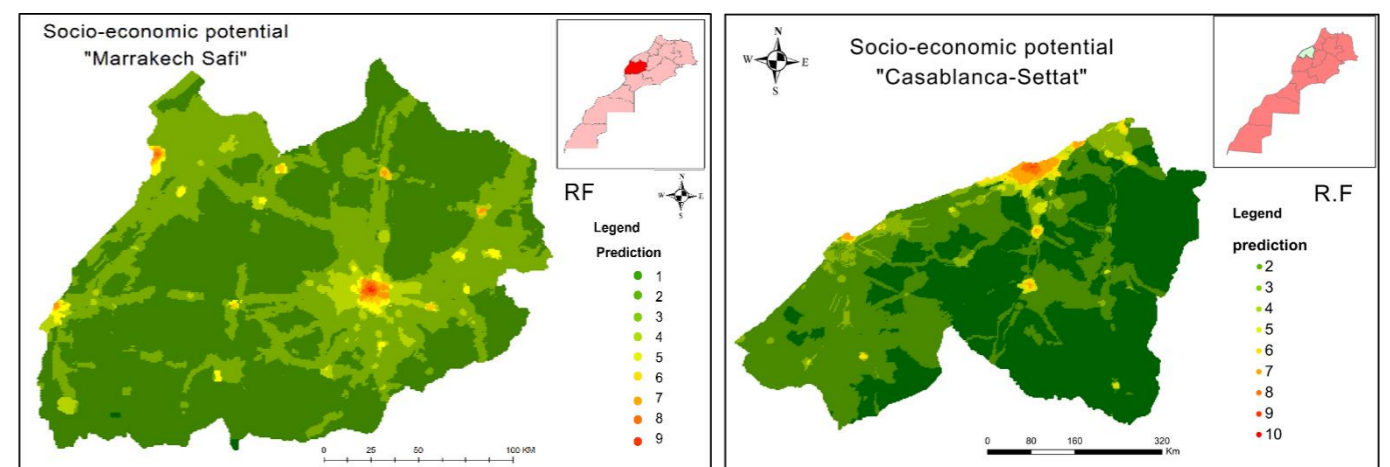 Socio-economic potential
"Marrakech Safi"
RF
N
W E
S
Legend
Prediction
1
2
3
4
5
6
7
8
9
0 25 50 100 KM
N
W E
S
Socio-economic potential
"Casablanca-Settat"
R.F
Legend
prediction
2
3
4
5
6
7
8
9
10
0 80 160 320
Km